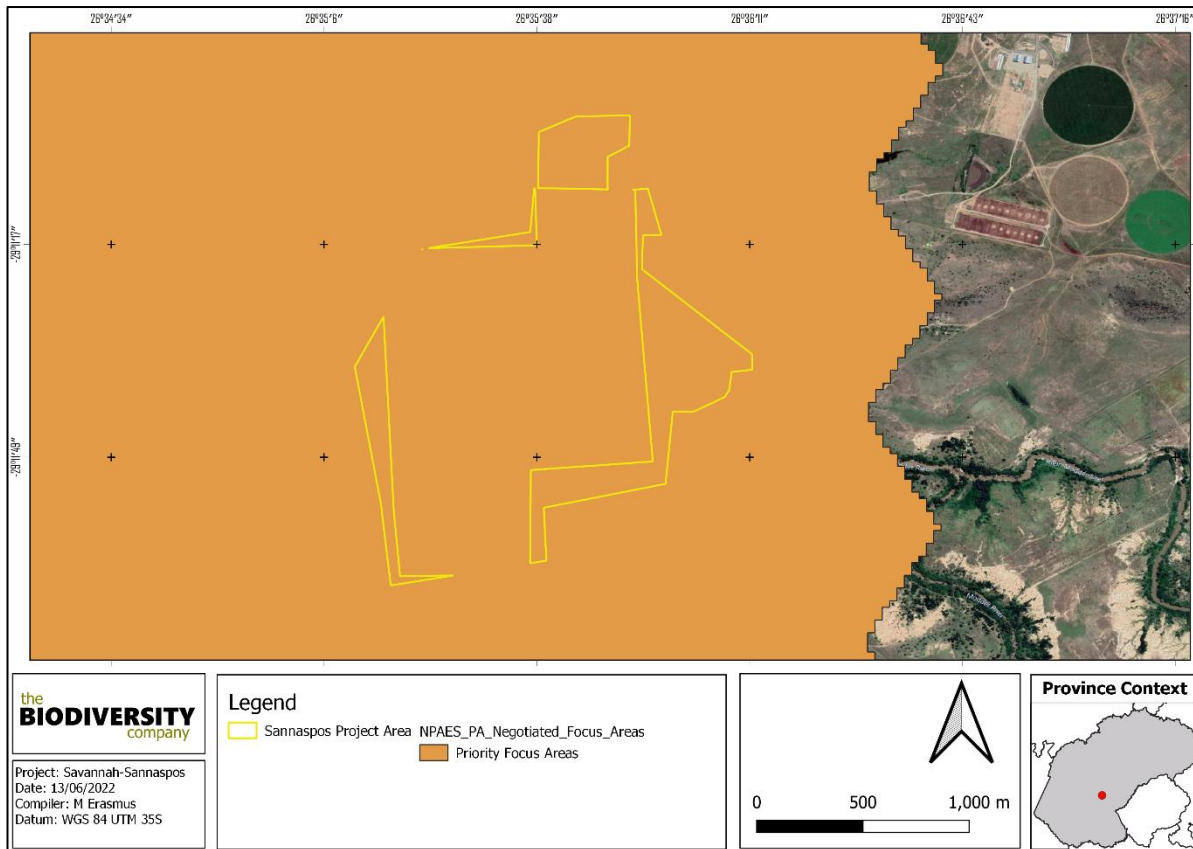 26°34'34" 26°35'6" 26°35'38" 26°36'11" 26°36'43" 26°37'16"
-29°11'17"
-29°11'49"
Modder River
the
BIODIVERSITY
company
Project: Savannah-Sannaspos
Date: 13/06/2022
Compiler: M Erasmus
Datum: WGS 84 UTM 35S
Legend
Sannaspos Project Area NPAES_PA_Negotiated_Focus_Areas
Priority Focus Areas
0 500 1,000 m
Province Context